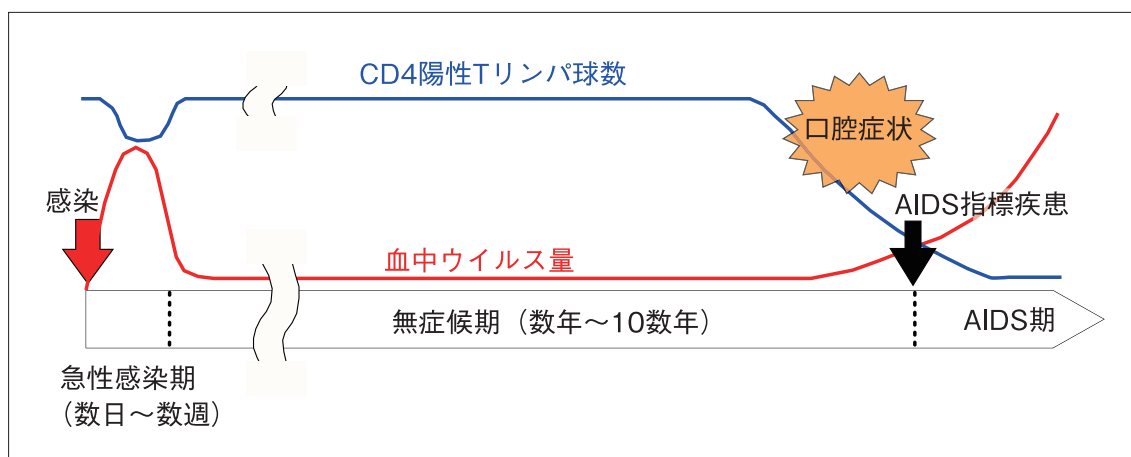 CD4陽性Tリンパ球数
口腔症状
感染
AIDS指標疾患
血中ウイルス量
無症候期（数年～10数年）
AIDS期
急性感染期
（数日～数週）